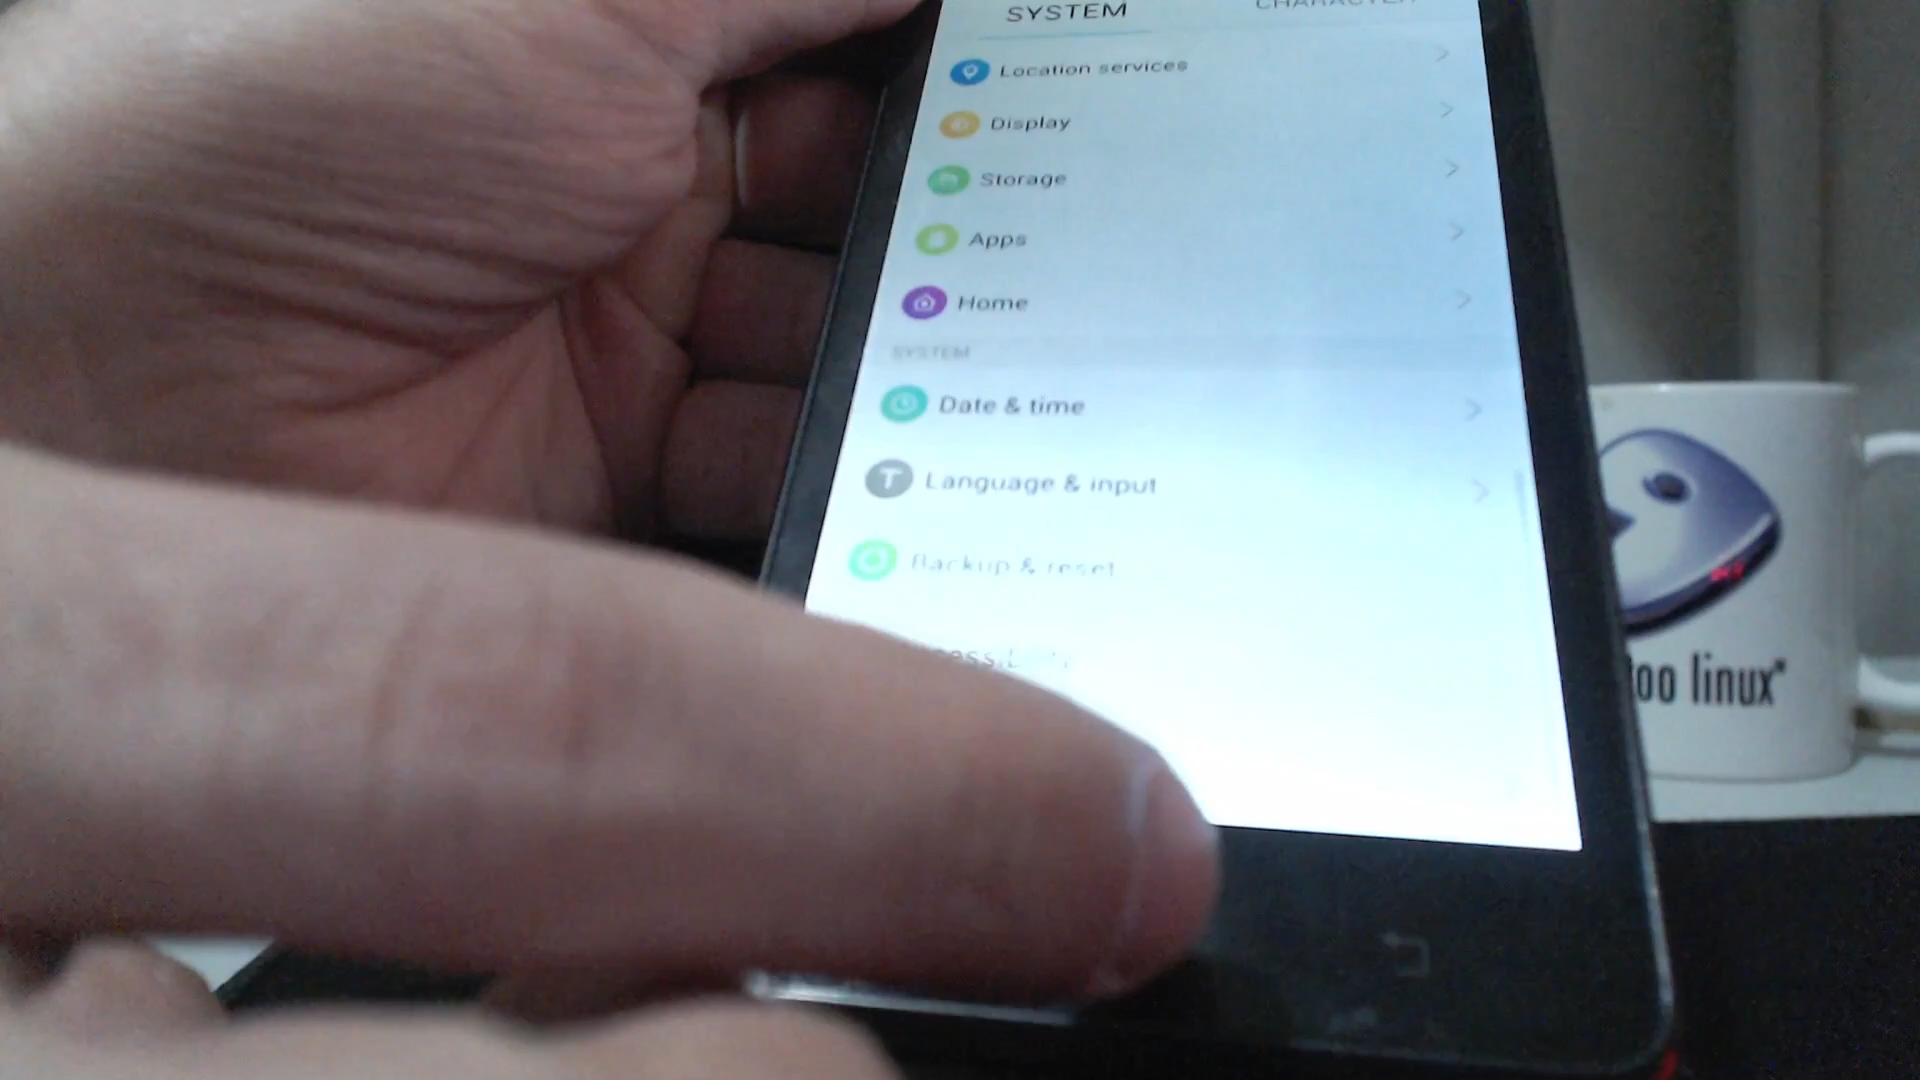 SYSTEM
Location services
Display
Storage
Apps
Home
SYSTEM
Date & time
Language & input
Backup & reset
too linux